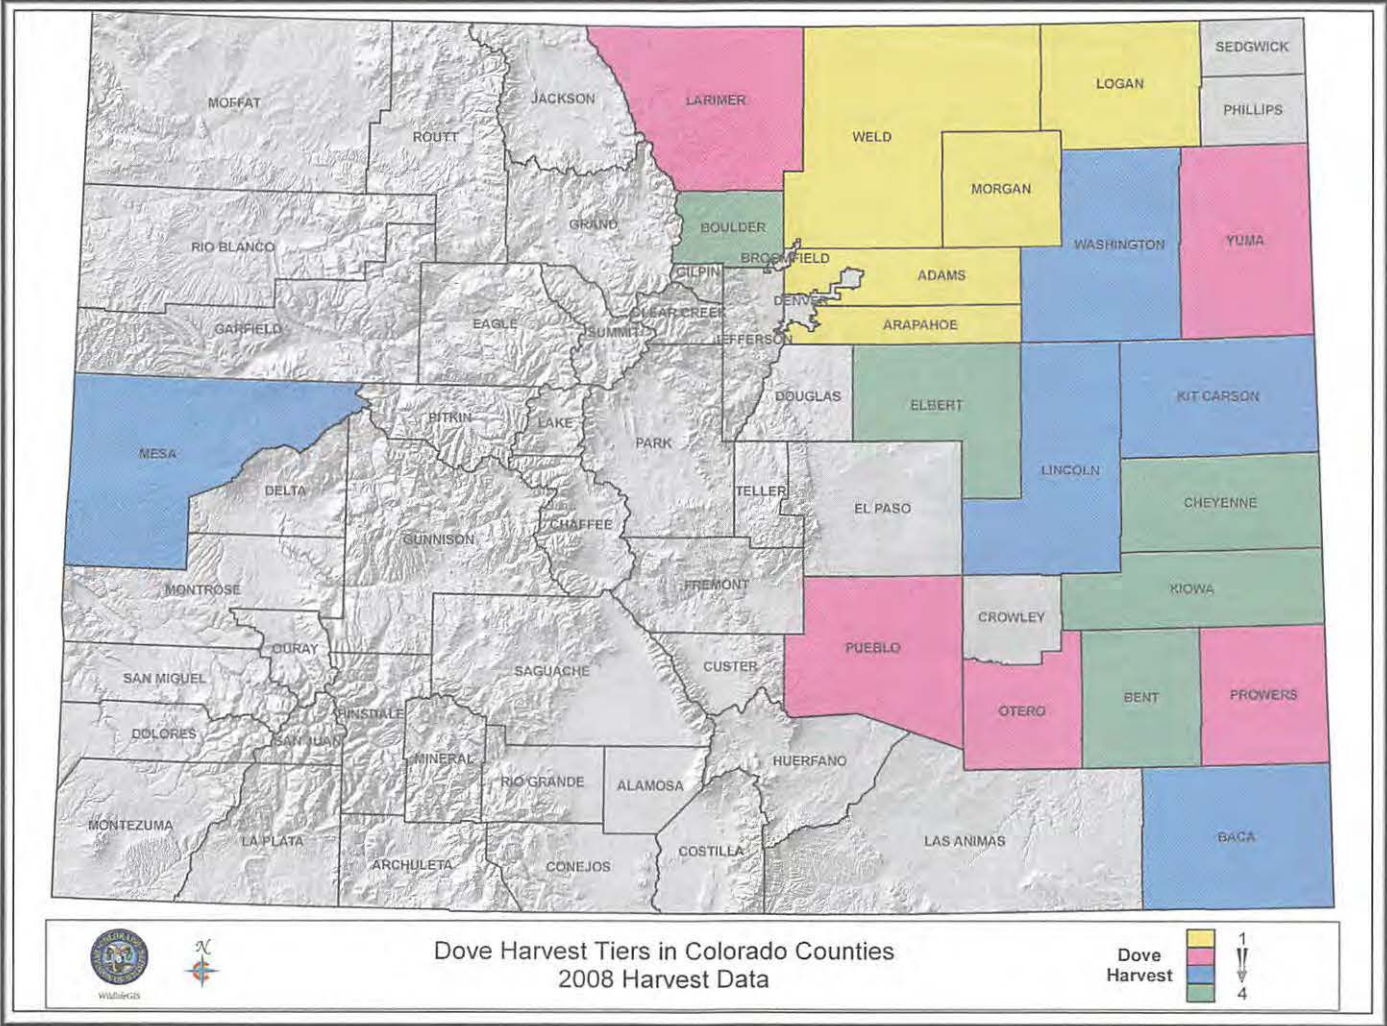 SEDGWICK
LOGAN
MOFFAT
JACKSON
LARIMER
PHILLIPS
ROUTT
WELD
MORGAN
GRAND
BOULDER
RIO BLANCO
WASHINGTON
YUMA
BROOMFIELD
GILPIN
ADAMS
DENVER
CLEAR CREEK
EAGLE
SUMMIT
GARFIELD
ARAPAHOE
JEFFERSON
DOUGLAS
KIT CARSON
ELBERT
PITKIN
LAKE
PARK
MESA
LINCOLN
DELTA
TELLER
CHEYENNE
EL PASO
CHAFFEE
GUNNISON
FREMONT
MONTROSE
KIOWA
CROWLEY
OURAY
PUEBLO
CUSTER
SAGUACHE
SAN MIGUEL
PROWERS
BENT
OTERO
HINSDALE
DOLORES
SAN JUAN
MINERAL
HUERFANO
RIO GRANDE
ALAMOSA
MONTEZUMA
LA PLATA
LAS ANIMAS
BACA
COSTILLA
ARCHULETA
CONEJOS
WildlifeGIS
N
Dove Harvest Tiers in Colorado Counties
2008 Harvest Data
Dove
Harvest
1
4